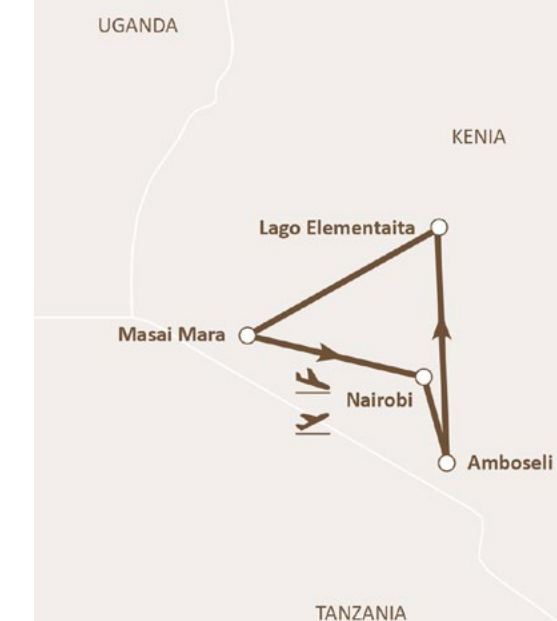 UGANDA
KENIA
Lago Elementaita
Masai Mara
Nairobi
Amboseli
TANZANIA